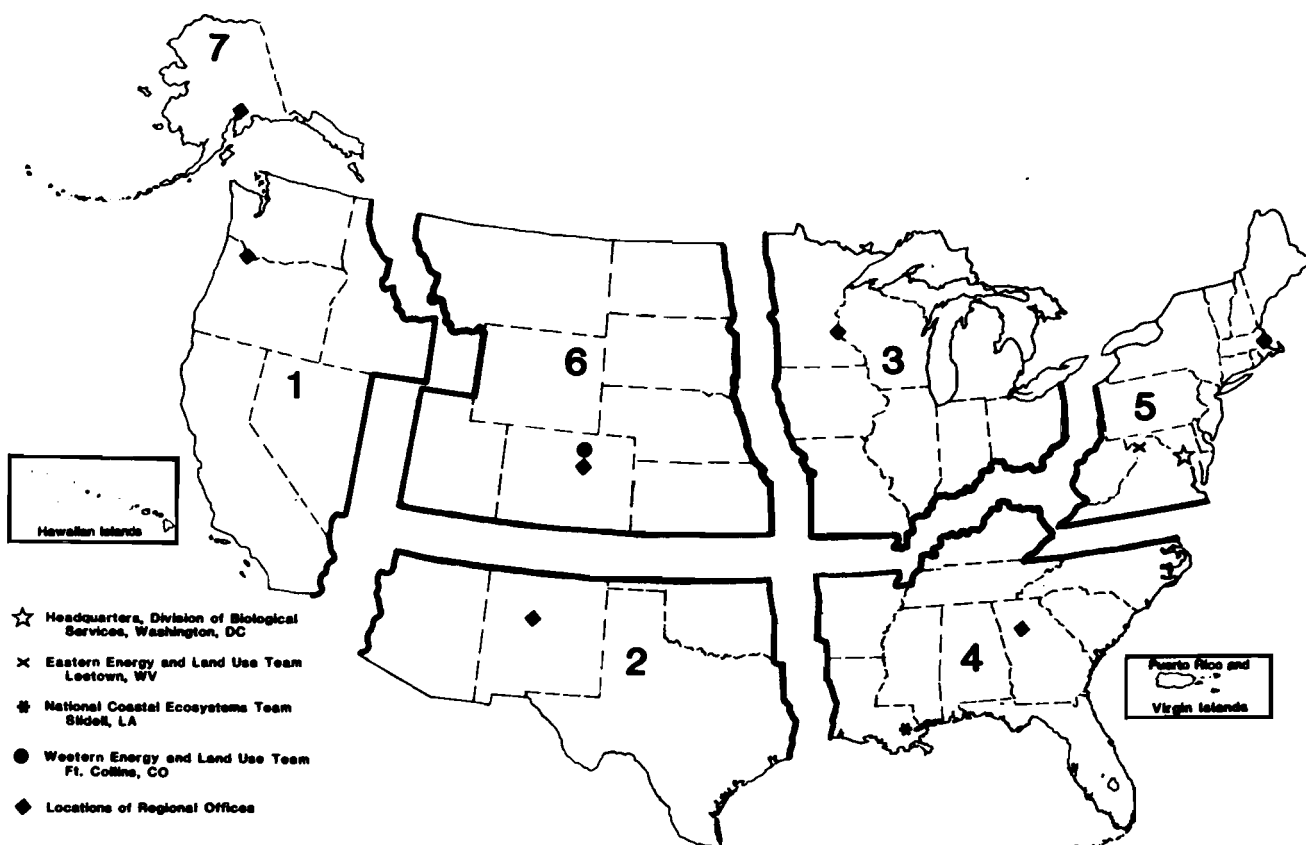 7
1
6
3
5
2
4
Hawaiian Islands
Puerto Rico and
Virgin Islands
Headquarters, Division of Biological
Services, Washington, DC
Eastern Energy and Land Use Team
Leetown, WV
National Coastal Ecosystems Team
Slidell, LA
Western Energy and Land Use Team
Ft. Collins, CO
Locations of Regional Offices